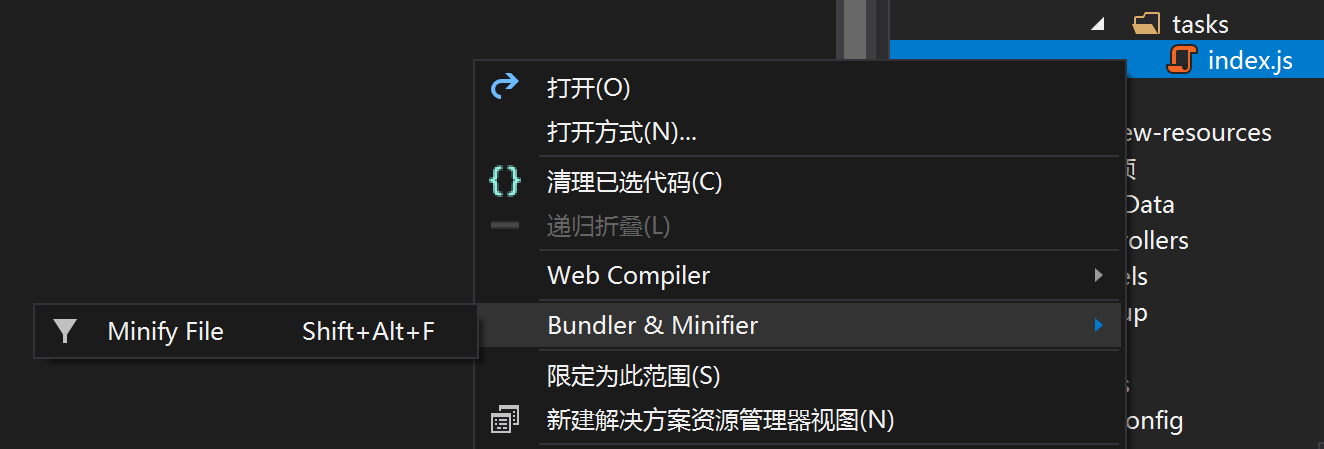 tasks
index.js
打开(O)
打开方式(N)...
ew-resources
清理已选代码(C)
Data
递归折叠(L)
ollers
Web Compiler
els
Minify File Shift+Alt+F
Bundler & Minifier
up
限定为此范围(S)
新建解决方案资源管理器视图(N)
onfig